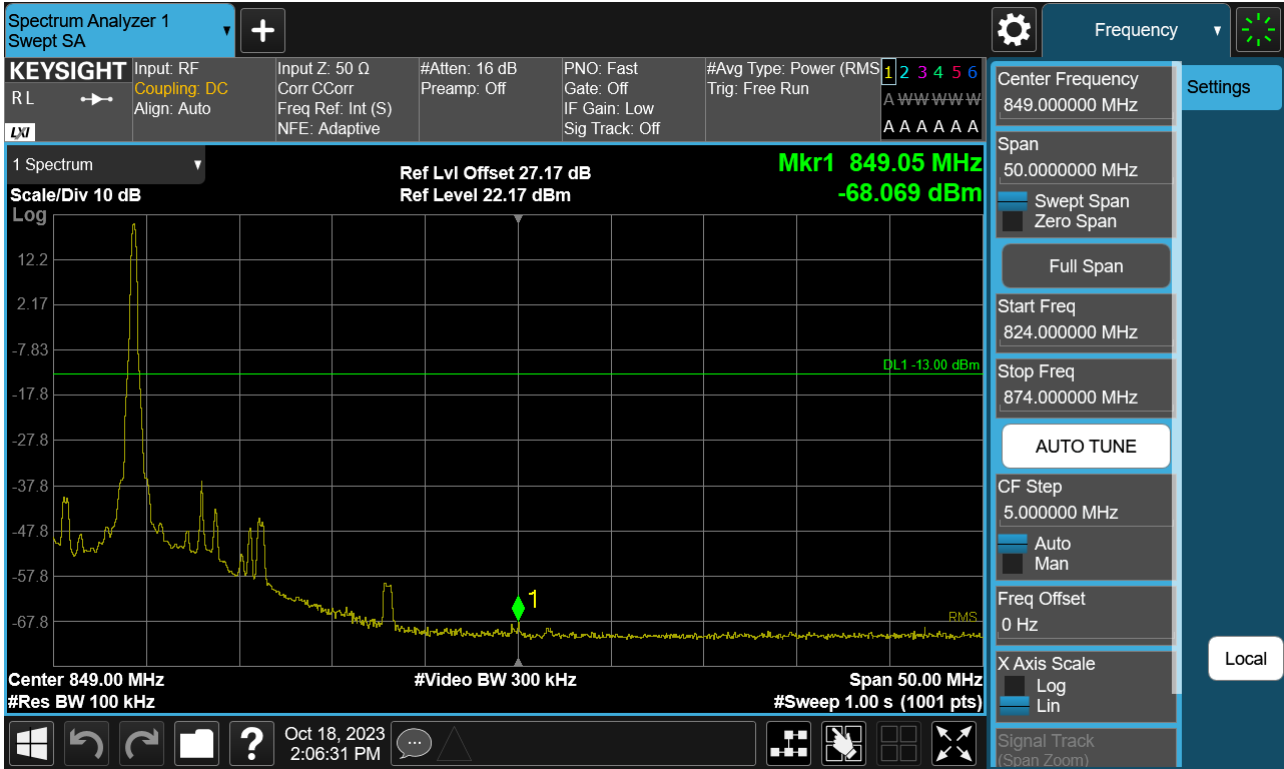 Spectrum Analyzer 1
Swept SA
Frequency
KEYSIGHT
R L
LXI
Input: RF
Coupling: DC
Align: Auto
Input Z: 50 Ω
Corr CCorr
Freq Ref: Int (S)
NFE: Adaptive
#Atten: 16 dB
Preamp: Off
PNO: Fast
Gate: Off
IF Gain: Low
Sig Track: Off
#Avg Type: Power (RMS
Trig: Free Run
1 2 3 4 5 6
A W W W W W
A A A A A A
1 Spectrum
Scale/Div 10 dB
Log
Ref Lvl Offset 27.17 dB
Ref Level 22.17 dBm
Mkr1 849.05 MHz
-68.069 dBm
12.2
2.17
-7.83
-17.8
-27.8
-37.8
-47.8
-57.8
-67.8
DL1 -13.00 dBm
1
RMS
Center 849.00 MHz
#Video BW 300 kHz
Span 50.00 MHz
#Res BW 100 kHz
#Sweep 1.00 s (1001 pts)
Center Frequency
849.000000 MHz
Span
50.0000000 MHz
Swept Span
Zero Span
Full Span
Start Freq
824.000000 MHz
Stop Freq
874.000000 MHz
AUTO TUNE
CF Step
5.000000 MHz
Auto
Man
Freq Offset
0 Hz
X Axis Scale
Log
Lin
Signal Track
(Span Zoom)
Settings
Local
Oct 18, 2023
2:06:31 PM